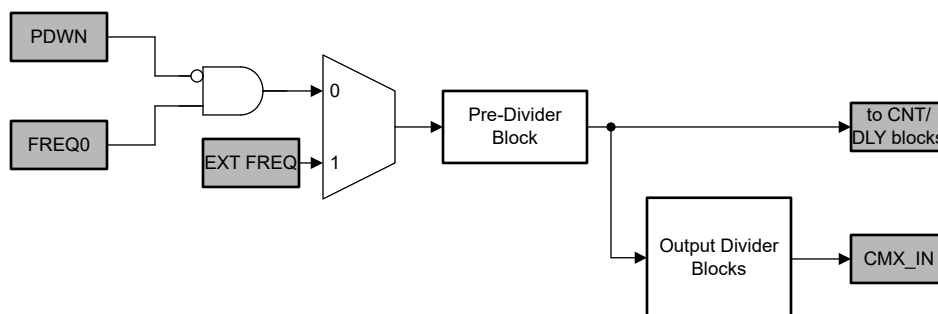 PDWN
FREQ0
EXT FREQ
0
1
Pre-Divider
Block
to CNT/
DLY blocks
Output Divider
Blocks
CMX_IN